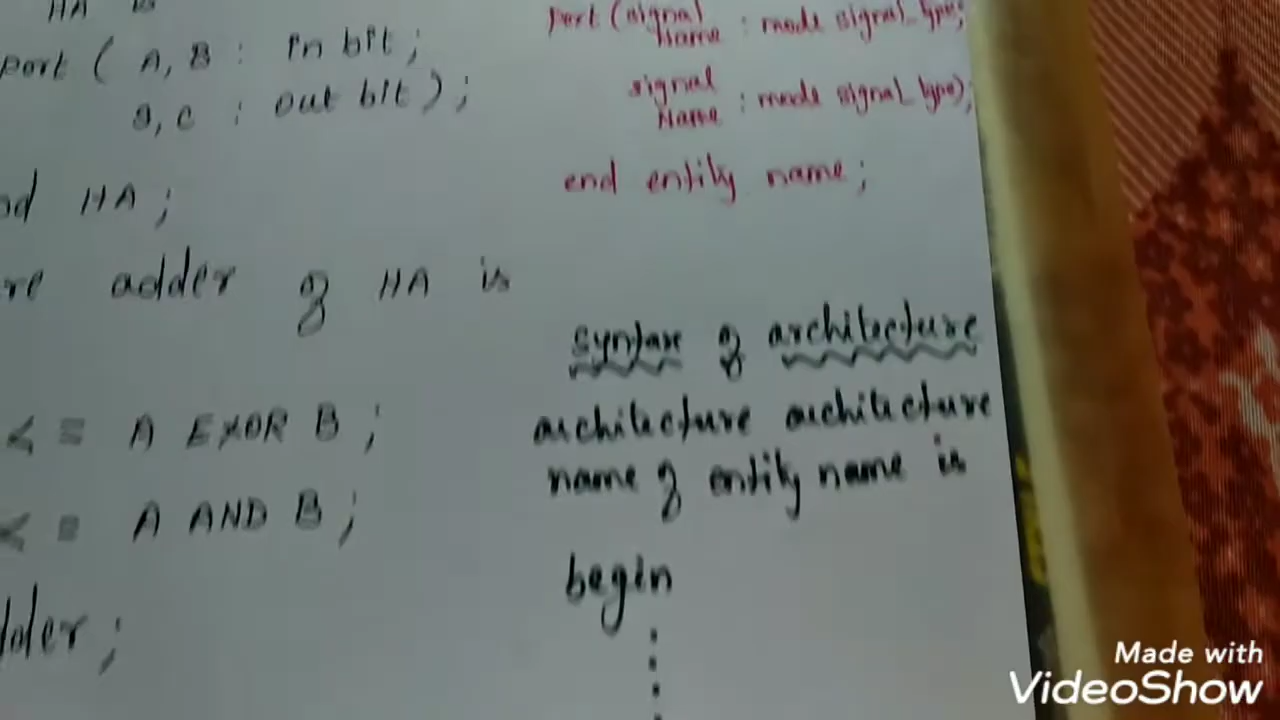 HA
port ( A, B : in bit ;
s, c : out bit ) ;
HA ;
adder of HA is
<= A EXOR B ;
<= A AND B ;
port (signal
Name : mode signal_type;
signal
Name : mode signal_type);
end entity name ;
syntax of architecture
architecture architecture
name of entity name is
begin
Made with
VideoShow